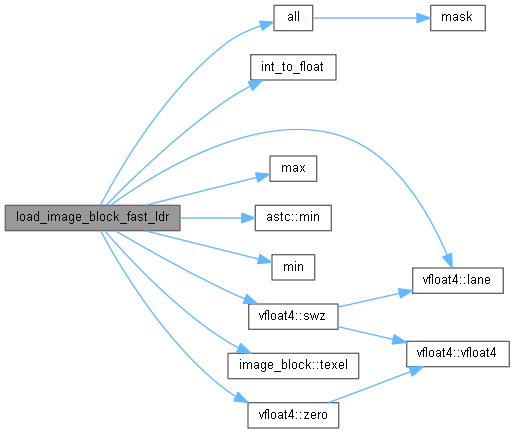 all
mask
int_to_float
max
load_image_block_fast_ldr
astc::min
min
vfloat4::lane
vfloat4::swz
vfloat4::vfloat4
image_block::texel
vfloat4::zero